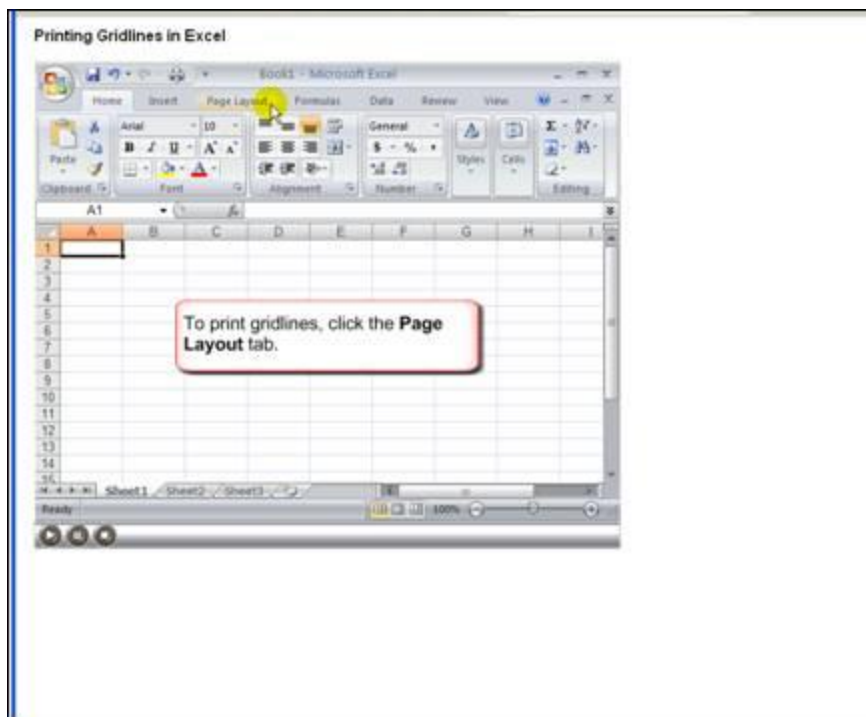 Printing Gridlines in Excel
Book1 - Microsoft Excel
Home Insert Page Layout Formulas Data Review View
Arial 10 General
B I U A A A $ - % ,
Paste Styles Cells
Clipboard Font Alignment Number Editing
A1
A B C D E F G H I
1
2
3
4
5
6
7
8
9
10
11
12
13
14
15
To print gridlines, click the Page
Layout tab.
Sheet1 Sheet2 Sheet3
Ready 100%